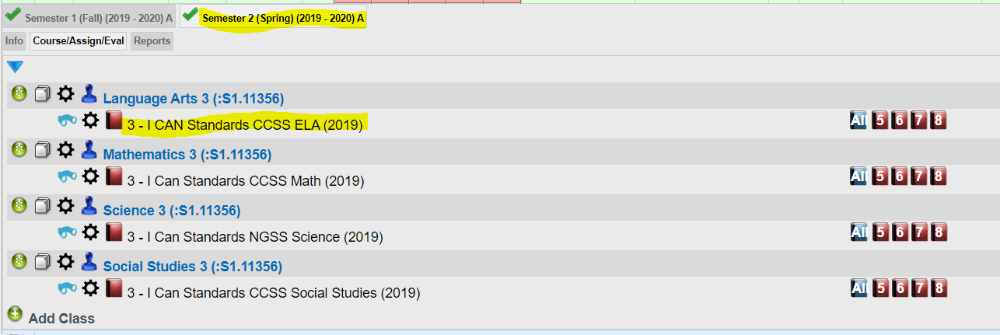 Semester 1 (Fall) (2019 - 2020) A Semester 2 (Spring) (2019 - 2020) A
Info Course/Assign/Eval Reports
Language Arts 3 (:S1.11356)
3 - I CAN Standards CCSS ELA (2019) All 5 6 7 8
Mathematics 3 (:S1.11356)
3 - I Can Standards CCSS Math (2019) All 5 6 7 8
Science 3 (:S1.11356)
3 - I Can Standards NGSS Science (2019) All 5 6 7 8
Social Studies 3 (:S1.11356)
3 - I Can Standards CCSS Social Studies (2019) All 5 6 7 8
Add Class